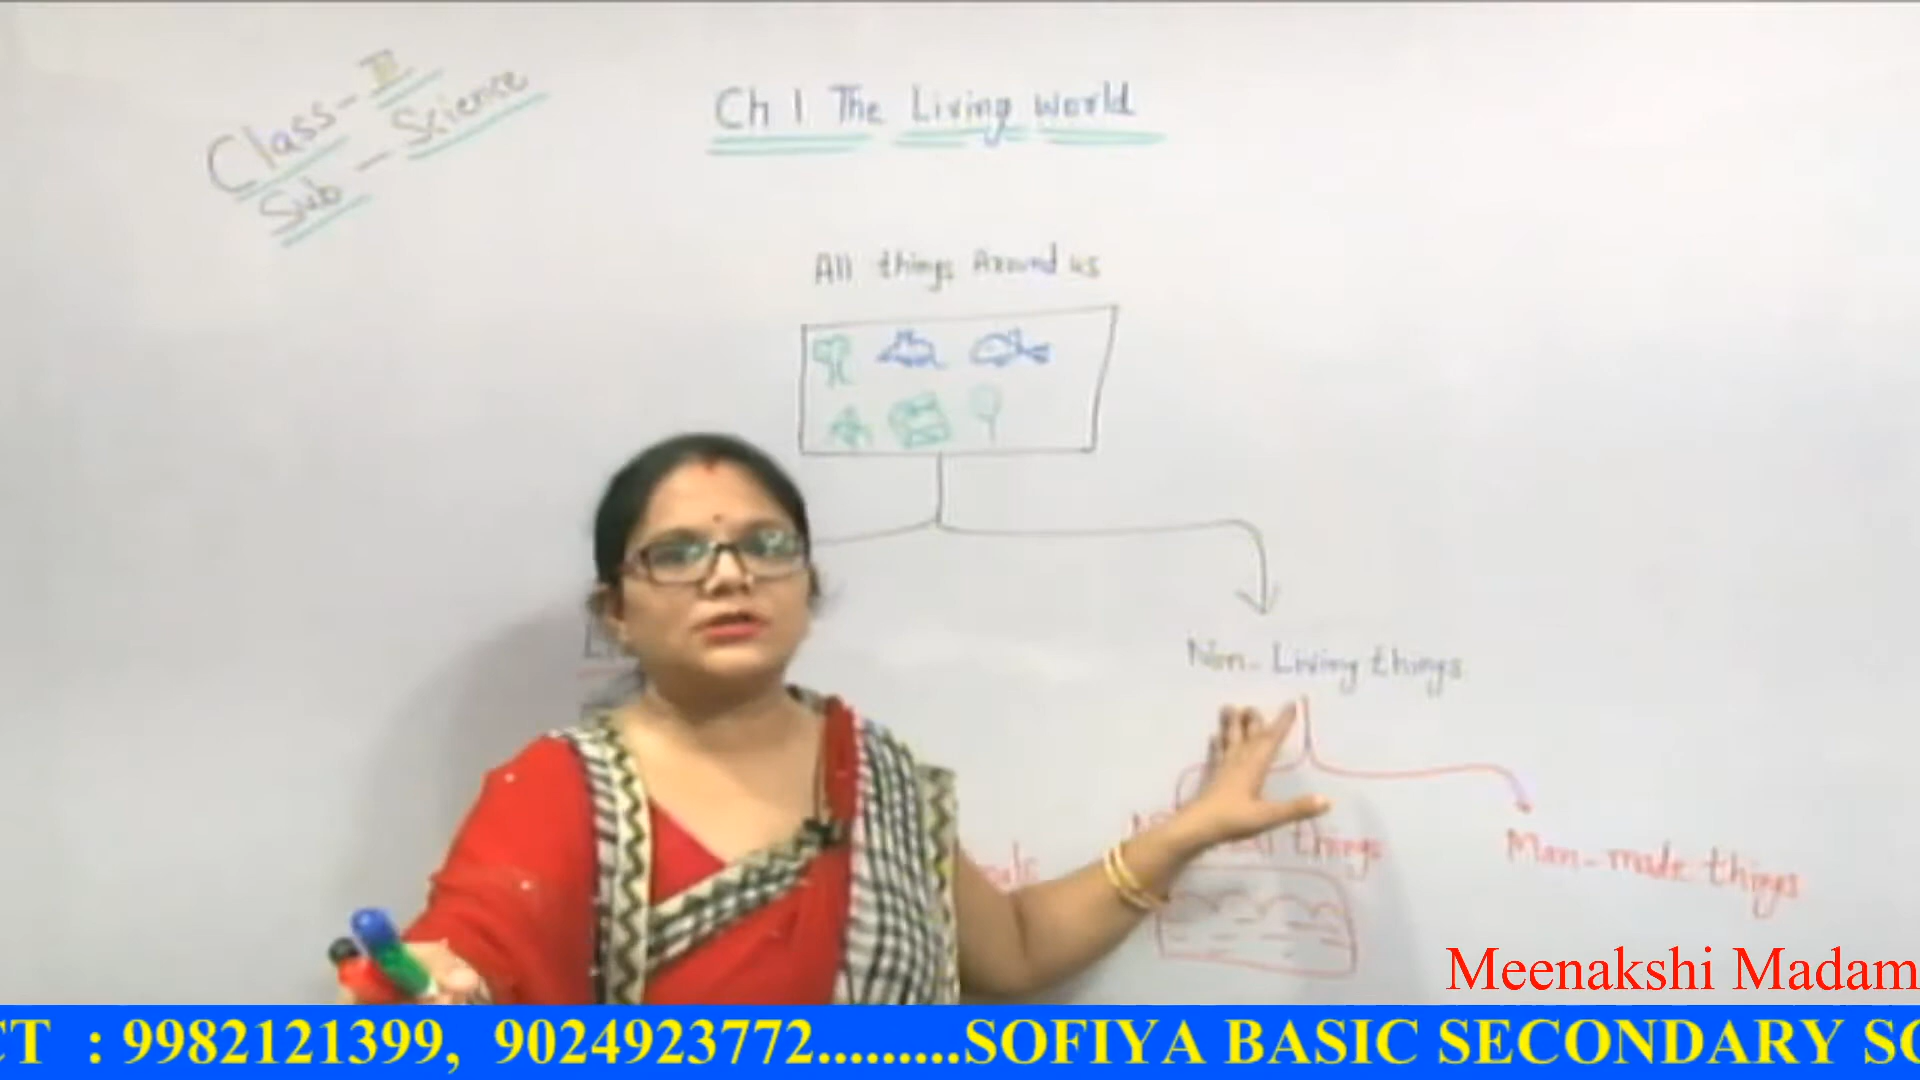 Class - III
Sub - Science
Ch 1 The Living world
All things Around us
Non-Living things
things
Man-made things
Meenakshi Madam
CT : 9982121399, 9024923772.........SOFIYA BASIC SECONDARY SC